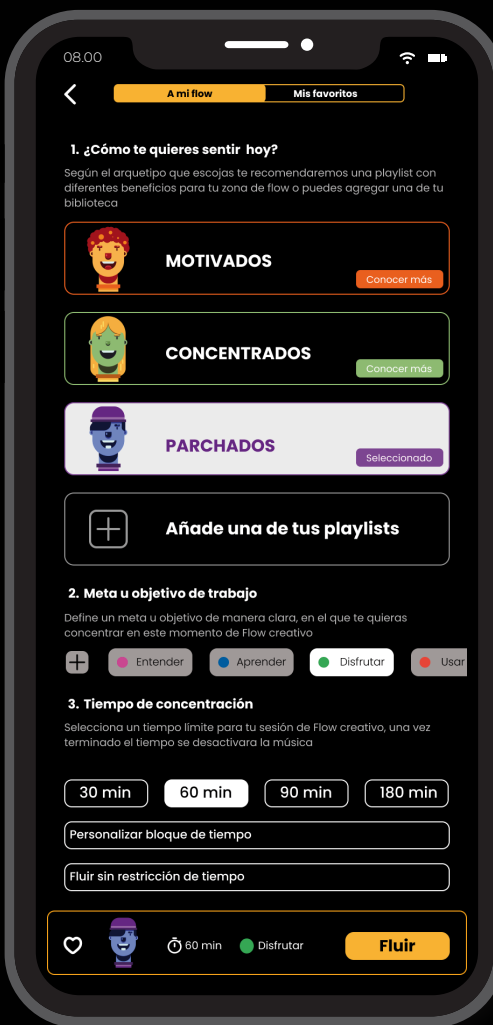 08.00
A mi flow
Mis favoritos
1. ¿Cómo te quieres sentir hoy?
Según el arquetipo que escojas te recomendaremos una playlist con
diferentes beneficios para tu zona de flow o puedes agregar una de tu
biblioteca
MOTIVADOS
Conocer más
CONCENTRADOS
Conocer más
PARCHADOS
Seleccionado
Añade una de tus playlists
2. Meta u objetivo de trabajo
Define un meta u objetivo de manera clara, en el que te quieras
concentrar en este momento de Flow creativo
Entender
Aprender
Disfrutar
Usar
3. Tiempo de concentración
Selecciona un tiempo límite para tu sesión de Flow creativo, una vez
terminado el tiempo se desactivara la música
30 min
60 min
90 min
180 min
Personalizar bloque de tiempo
Fluir sin restricción de tiempo
60 min
Disfrutar
Fluir